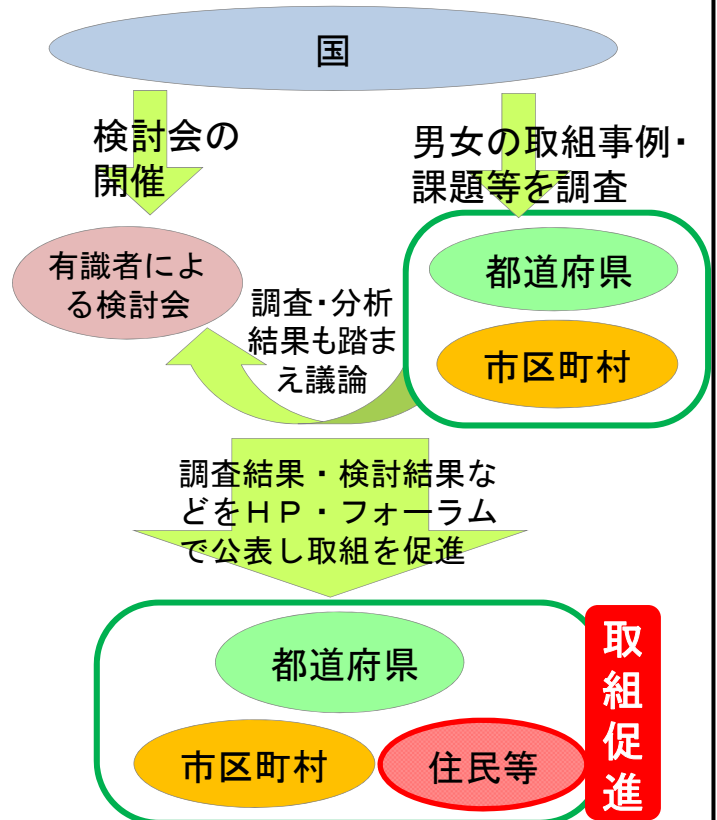 国
検討会の
開催
男女の取組事例・
課題等を調査
有識者によ
る検討会
都道府県
市区町村
調査・分析
結果も踏ま
え議論
調査結果・検討結果な
どをＨＰ・フォーラム
で公表し取組を促進
都道府県
市区町村
住民等
取組促進